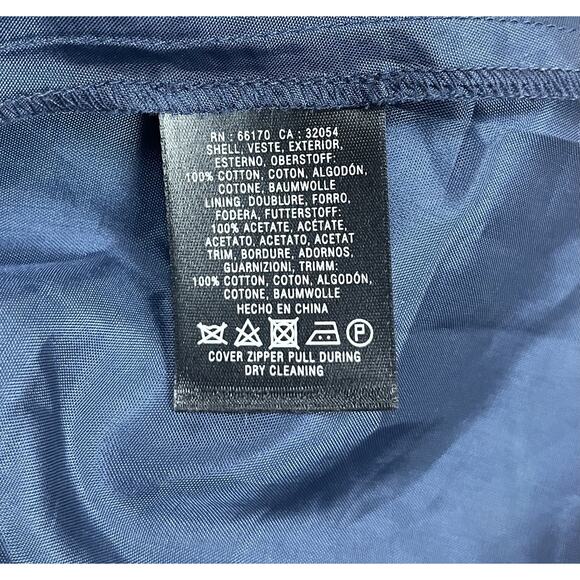 RN : 66170 CA : 32054
SHELL, VESTE, EXTERIOR,
ESTERNO, OBERSTOFF:
100% COTTON, COTON, ALGODÓN,
COTONE, BAUMWOLLE
LINING, DOUBLURE, FORRO,
FODERA, FUTTERSTOFF:
100% ACETATE, ACÉTATE,
ACETATO, ACETATO, ACETAT
TRIM, BORDURE, ADORNOS,
GUARNIZIONI, TRIMM:
100% COTTON, COTON, ALGODÓN,
COTONE, BAUMWOLLE
HECHO EN CHINA
P
COVER ZIPPER PULL DURING
DRY CLEANING